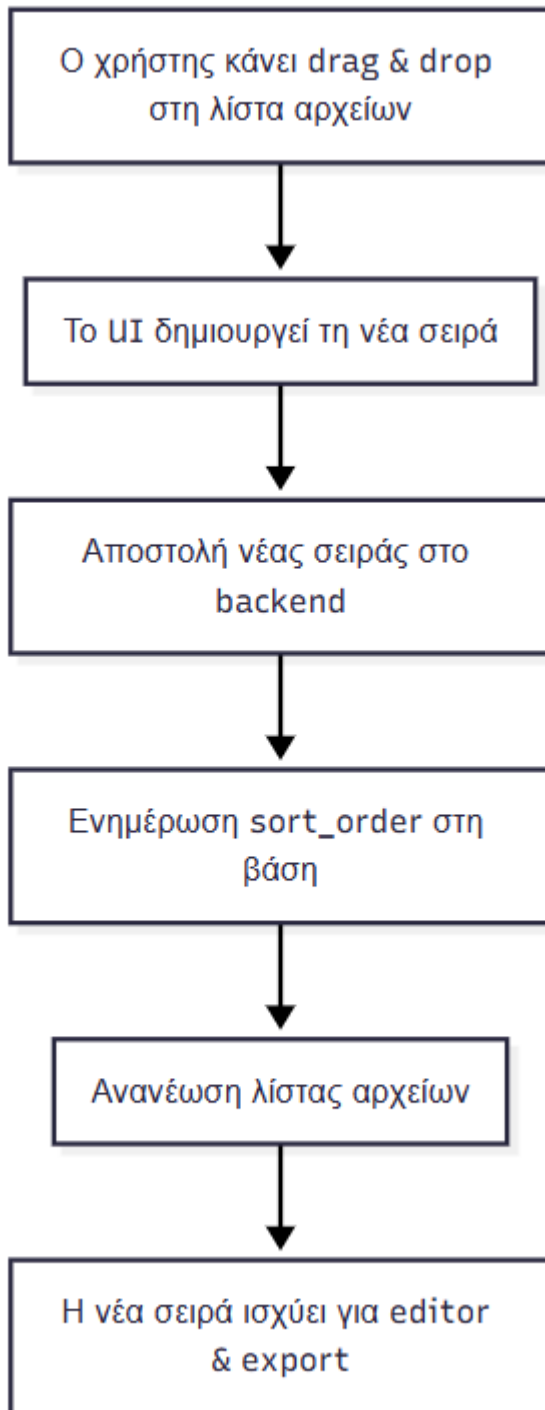 Ο χρήστης κάνει drag & drop
στη λίστα αρχείων
Το UI δημιουργεί τη νέα σειρά
Αποστολή νέας σειράς στο
backend
Ενημέρωση sort_order στη
βάση
Ανανέωση λίστας αρχείων
Η νέα σειρά ισχύει για editor
& export